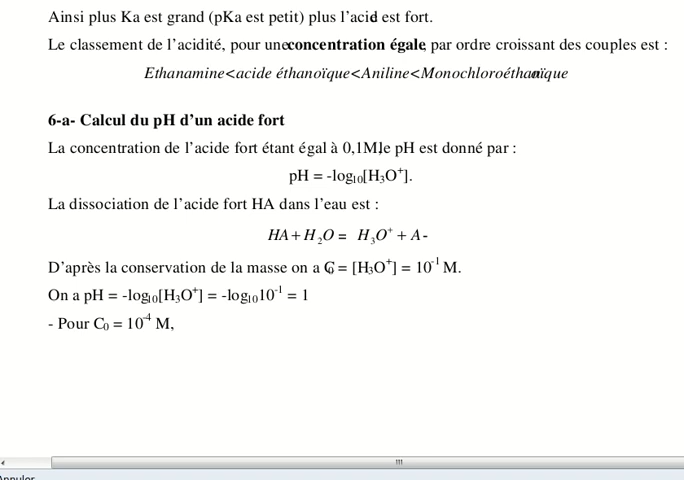 Ainsi plus Ka est grand (pKa est petit) plus l'acide est fort.
Le classement de l'acidité, pour une concentration égale, par ordre croissant des couples est :
Ethanamine<acide éthanoïque<Aniline<Monochloroéthanoïque
6-a- Calcul du pH d'un acide fort
La concentration de l'acide fort étant égal à 0,1M, le pH est donné par :
pH = -log₁₀[H₃O⁺].
La dissociation de l'acide fort HA dans l'eau est :
HA + H₂O = H₃O⁺ + A-
D'après la conservation de la masse on a C₀ = [H₃O⁺] = 10⁻¹ M.
On a pH = -log₁₀[H₃O⁺] = -log₁₀10⁻¹ = 1
- Pour C₀ = 10⁻⁴ M,
Annuler